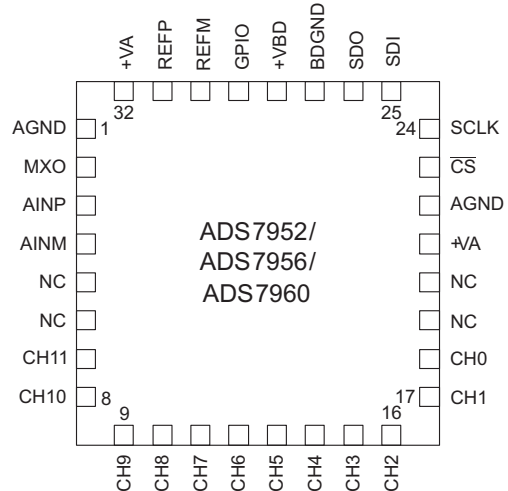 +VA
REFP
REFM
GPIO
+VBD
BDGND
SDO
SDI
32
25
AGND
1
24
SCLK
MXO
CS
AINP
AGND
AINM
+VA
NC
NC
NC
NC
CH11
CH0
CH10
8
17
CH1
ADS7952/
ADS7956/
ADS7960
9
16
CH9
CH8
CH7
CH6
CH5
CH4
CH3
CH2